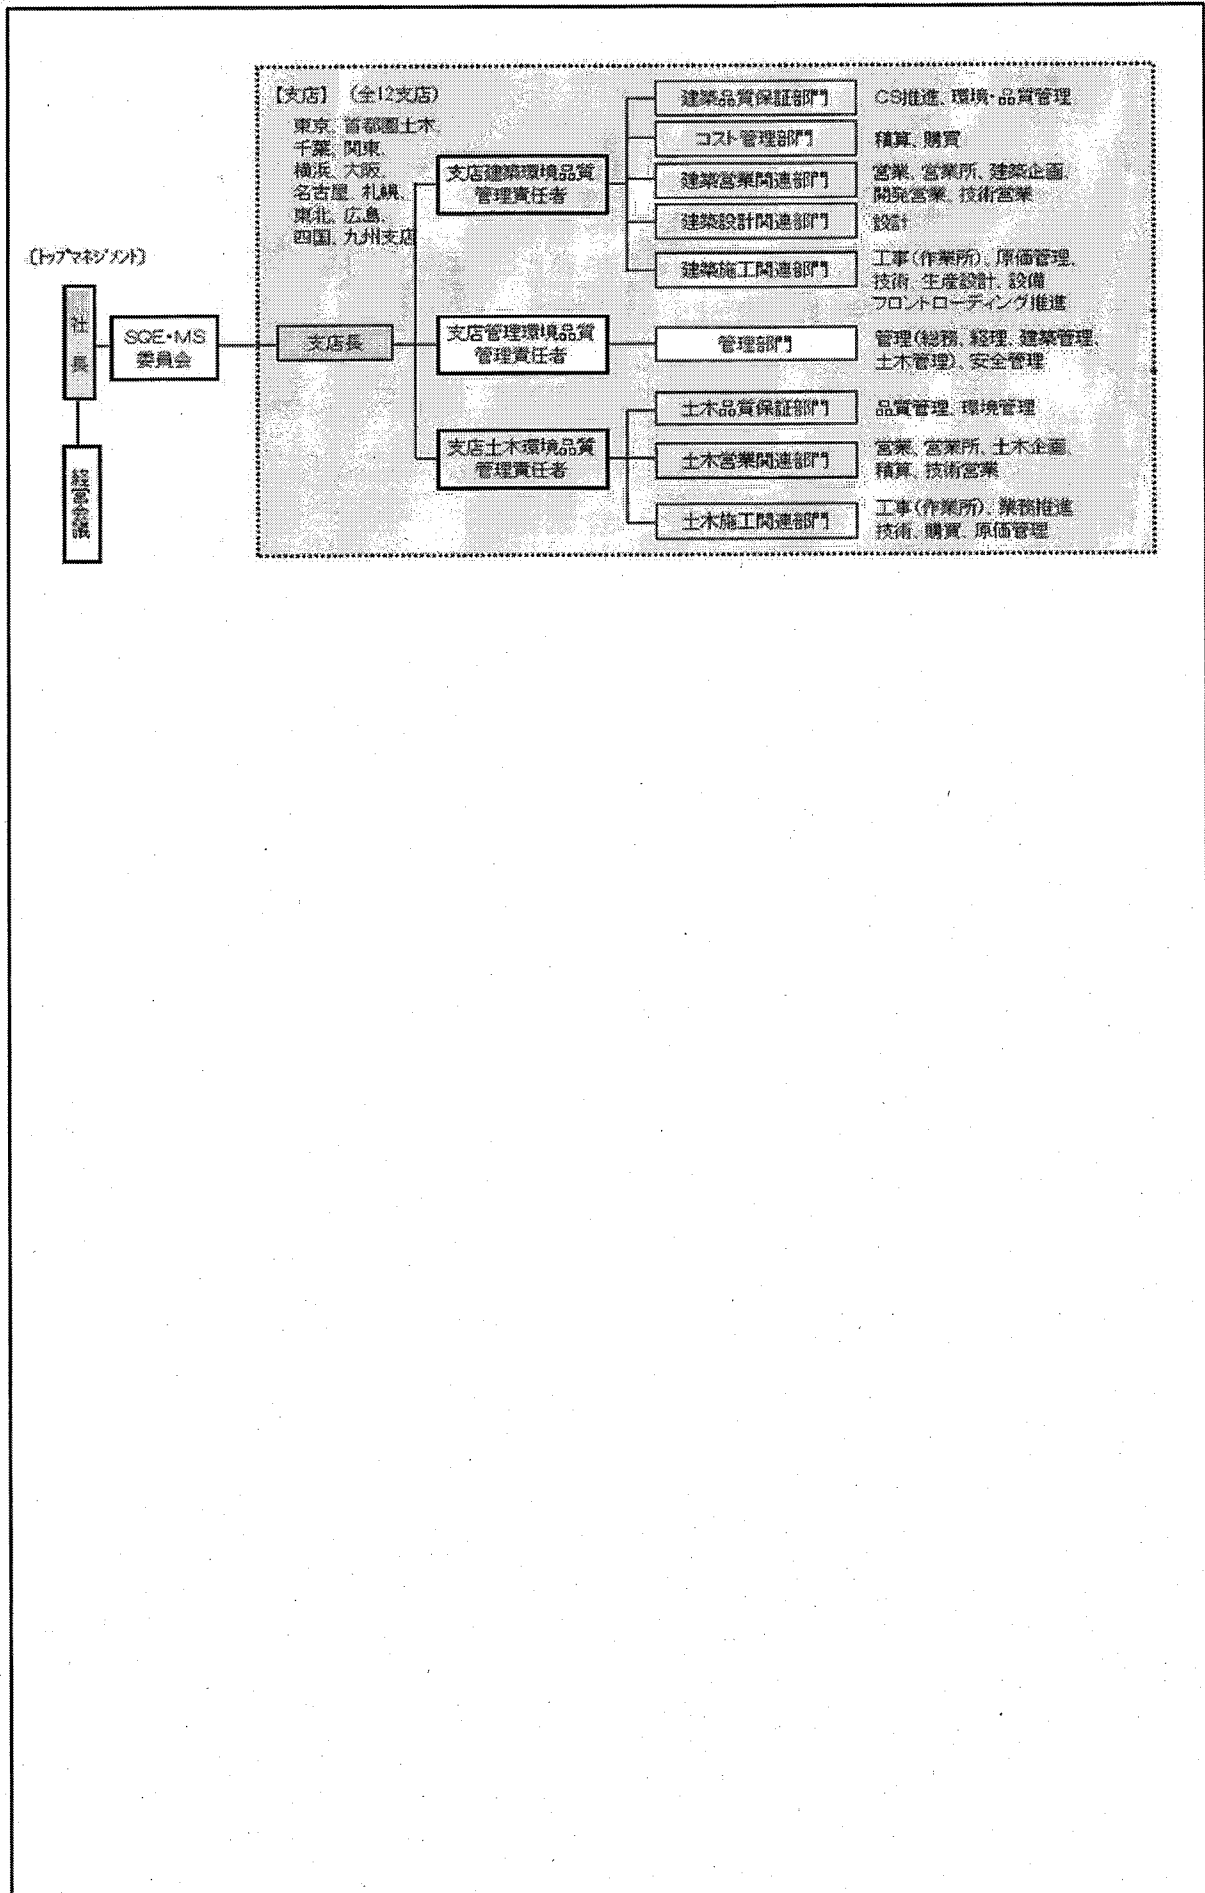 【支店】 (全12支店)
東京、首都圏土木、
千葉、関東、
横浜、大阪、
名古屋、札幌、
東北、広島、
四国、九州支店
〔トップマネジメント〕
社長
経営会議
SQE・MS
委員会
支店長
支店建築環境品質
管理責任者
建築品質保証部門
CS推進、環境・品質管理
コスト管理部門
積算、購買
建築営業関連部門
営業、営業所、建築企画、
開発営業、技術営業
建築設計関連部門
設計
建築施工関連部門
工事(作業所)、原価管理、
技術、生産設計、設備
フロントローディング推進
支店管理環境品質
管理責任者
管理部門
管理(総務、経理、建築管理、
土木管理)、安全管理
支店土木環境品質
管理責任者
土木品質保証部門
品質管理、環境管理
土木営業関連部門
営業、営業所、土木企画、
積算、技術営業
土木施工関連部門
工事(作業所)、業務推進
技術、購買、原価管理